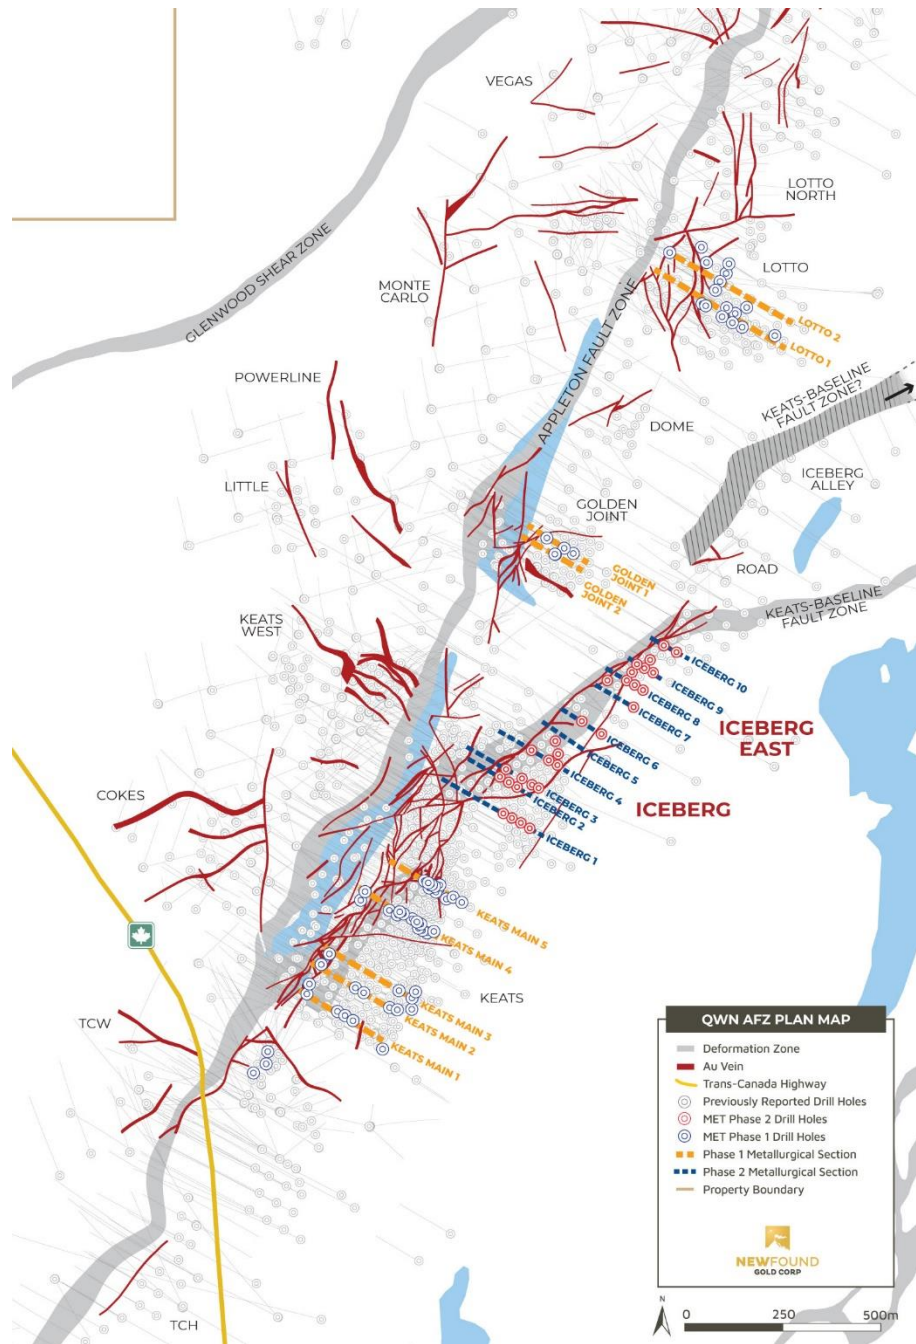 VEGAS
LOTTO
NORTH
GLENWOOD SHEAR ZONE
MONTE
CARLO
LOTTO
LOTTO 2
LOTTO 1
APPLETON FAULT ZONE
POWERLINE
KEATS-BASELINE
FAULT ZONE?
DOME
ICEBERG
ALLEY
LITTLE
GOLDEN
JOINT
GOLDEN
JOINT 1
GOLDEN
JOINT 2
ROAD
KEATS-BASELINE
FAULT ZONE
KEATS
WEST
ICEBERG 10
ICEBERG 9
ICEBERG 8
ICEBERG 7
ICEBERG
EAST
ICEBERG 6
ICEBERG 5
ICEBERG 4
ICEBERG 3
ICEBERG 2
ICEBERG 1
ICEBERG
COKES
KEATS MAIN 5
KEATS MAIN 4
KEATS
KEATS MAIN 3
KEATS MAIN 2
KEATS MAIN 1
TCW
TCH
QWN AFZ PLAN MAP
Deformation Zone
Au Vein
Trans-Canada Highway
Previously Reported Drill Holes
MET Phase 2 Drill Holes
MET Phase 1 Drill Holes
Phase 1 Metallurgical Section
Phase 2 Metallurgical Section
Property Boundary
NEWFOUND
GOLD CORP
N
0 250 500m